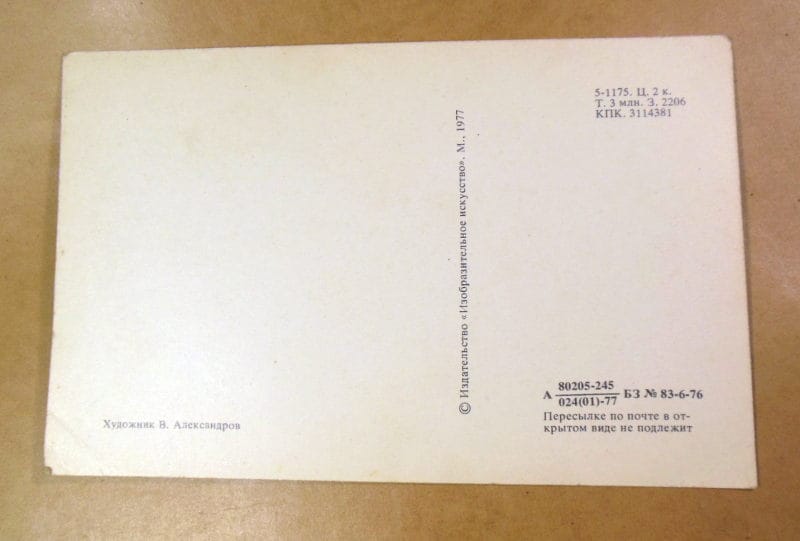 5-1175. Ц. 2 к.
Т. 3 млн. З. 2206
КПК. 3114381
© Издательство «Изобразительное искусство». М., 1977
Художник В. Александров
А 80205-245 БЗ № 83-6-76
024(01)-77
Пересылке по почте в от-
крытом виде не подлежит